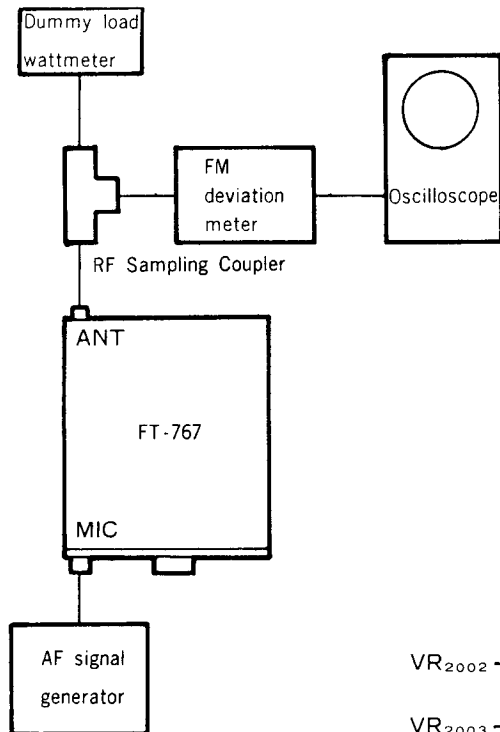 Dummy load
wattmeter
FM
deviation
meter
Oscilloscope
RF Sampling Coupler
ANT
FT-767
MIC
AF signal
generator
VR2002-
VR2003-